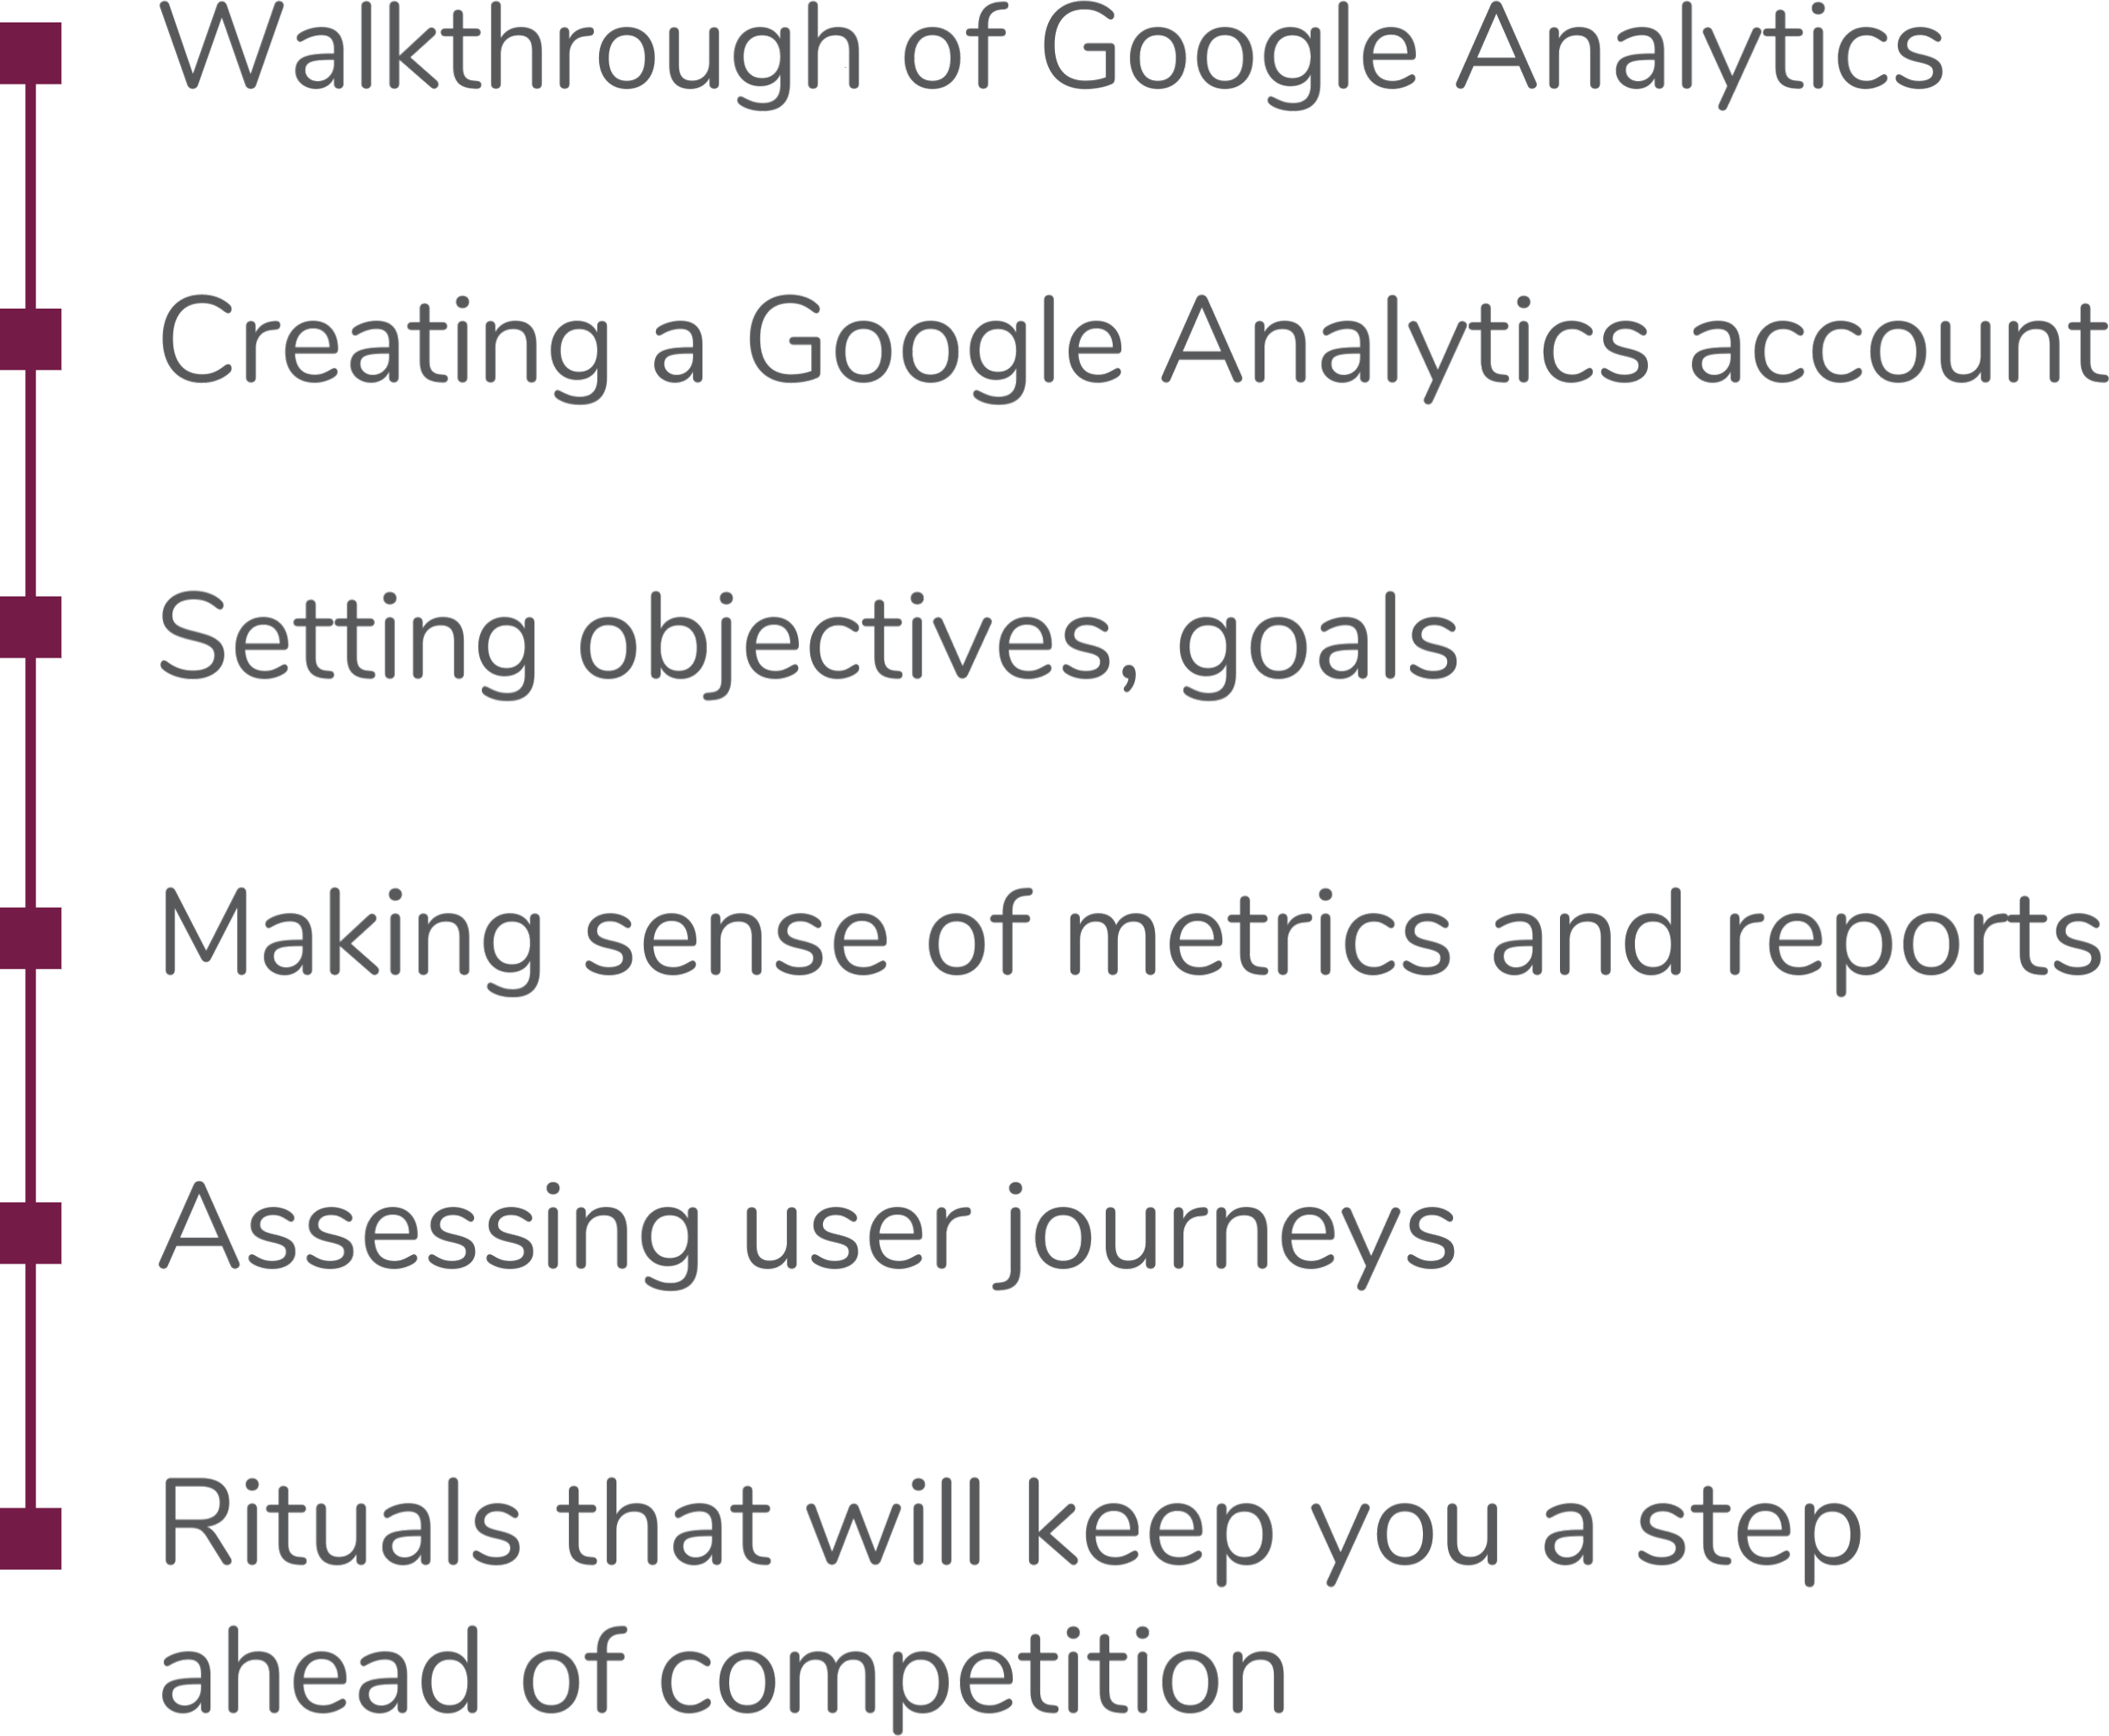 Walkthrough of Google Analytics
Creating a Google Analytics account
Setting objectives, goals
Making sense of metrics and reports
Assessing user journeys
Rituals that will keep you a step
ahead of competition